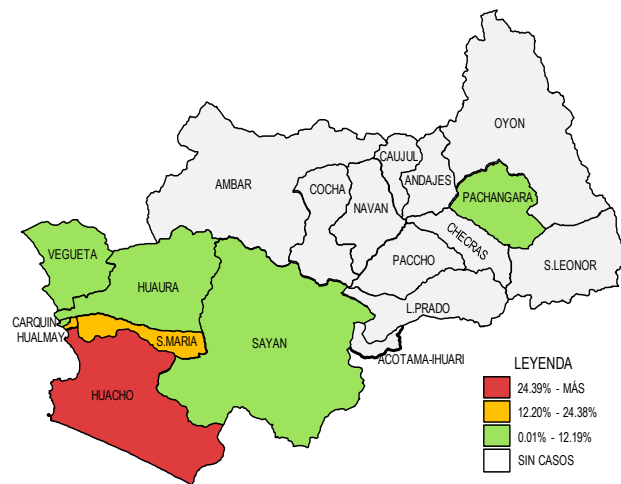 OYON
CAUJUL
ANDAJES
AMBAR
COCHA
NAVAN
PACHANGARA
CHECRAS
VEGUETA
PACCHO
S.LEONOR
HUAURA
L.PRADO
CARQUIN
HUALMAY
S.MARIA
SAYAN
ACOTAMA-IHUARI
HUACHO
LEYENDA
24.39% - MÁS
12.20% - 24.38%
0.01% - 12.19%
SIN CASOS